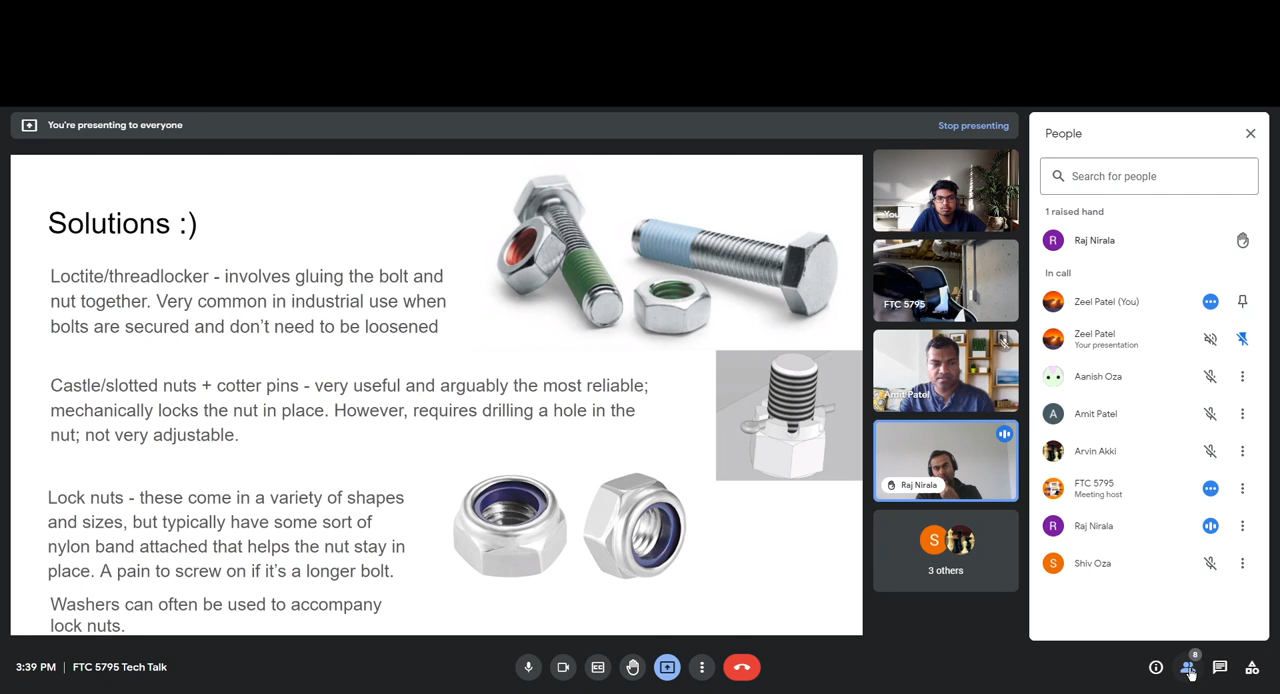 You're presenting to everyone
Stop presenting
Solutions :)
Loctite/threadlocker - involves gluing the bolt and
nut together. Very common in industrial use when
bolts are secured and don't need to be loosened
Castle/slotted nuts + cotter pins - very useful and arguably the most reliable;
mechanically locks the nut in place. However, requires drilling a hole in the
nut; not very adjustable.
Lock nuts - these come in a variety of shapes
and sizes, but typically have some sort of
nylon band attached that helps the nut stay in
place. A pain to screw on if it's a longer bolt.
Washers can often be used to accompany
lock nuts.
You
FTC 5795
Amit Patel
Raj Nirala
S
3 others
People
Search for people
1 raised hand
R Raj Nirala
In call
Zeel Patel (You)
Zeel Patel
Your presentation
Aanish Oza
A Amit Patel
Arvin Akki
FTC 5795
Meeting host
R Raj Nirala
S Shiv Oza
3:39 PM | FTC 5795 Tech Talk
8